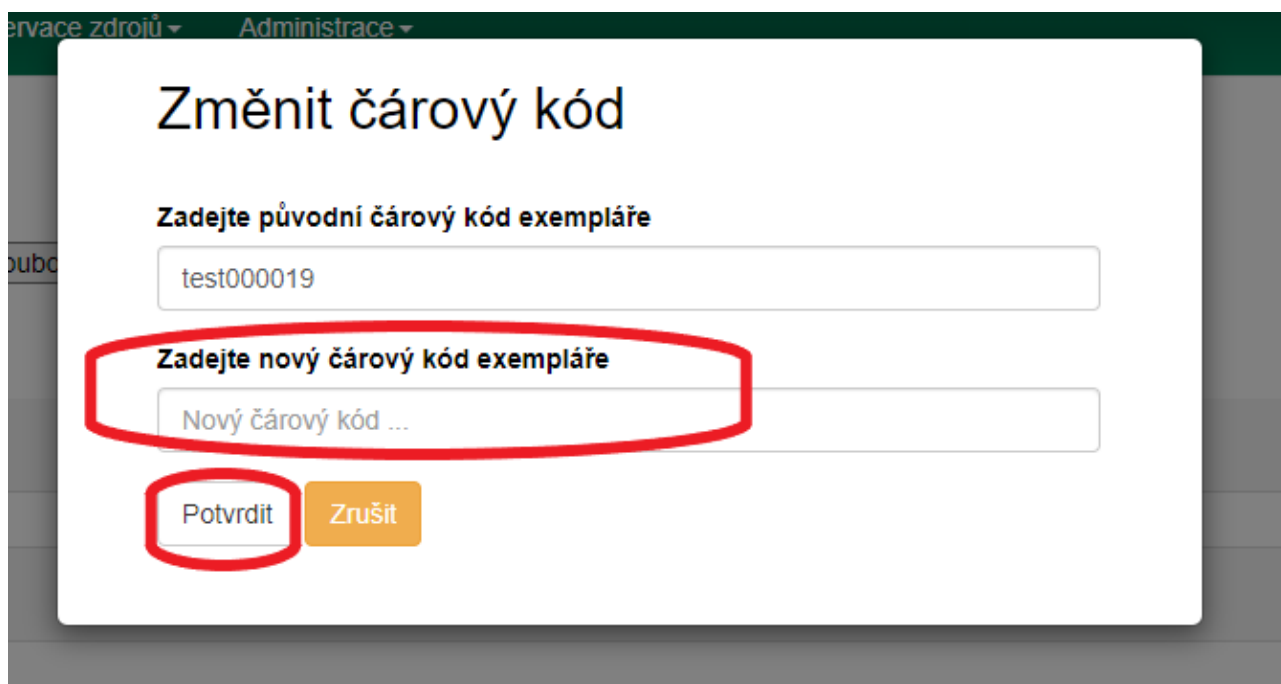 ervace zdrojů Administrace
Změnit čárový kód
Zadejte původní čárový kód exempláře
test000019
Zadejte nový čárový kód exempláře
Nový čárový kód ...
Potvrdit Zrušit